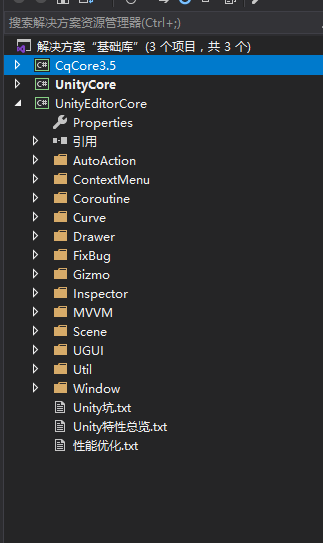 搜索解决方案资源管理器(Ctrl+;)
解决方案"基础库"(3 个项目，共 3 个)
C# CqCore3.5
C# UnityCore
C# UnityEditorCore
Properties
引用
AutoAction
ContextMenu
Coroutine
Curve
Drawer
FixBug
Gizmo
Inspector
MVVM
Scene
UGUI
Util
Window
Unity坑.txt
Unity特性总览.txt
性能优化.txt